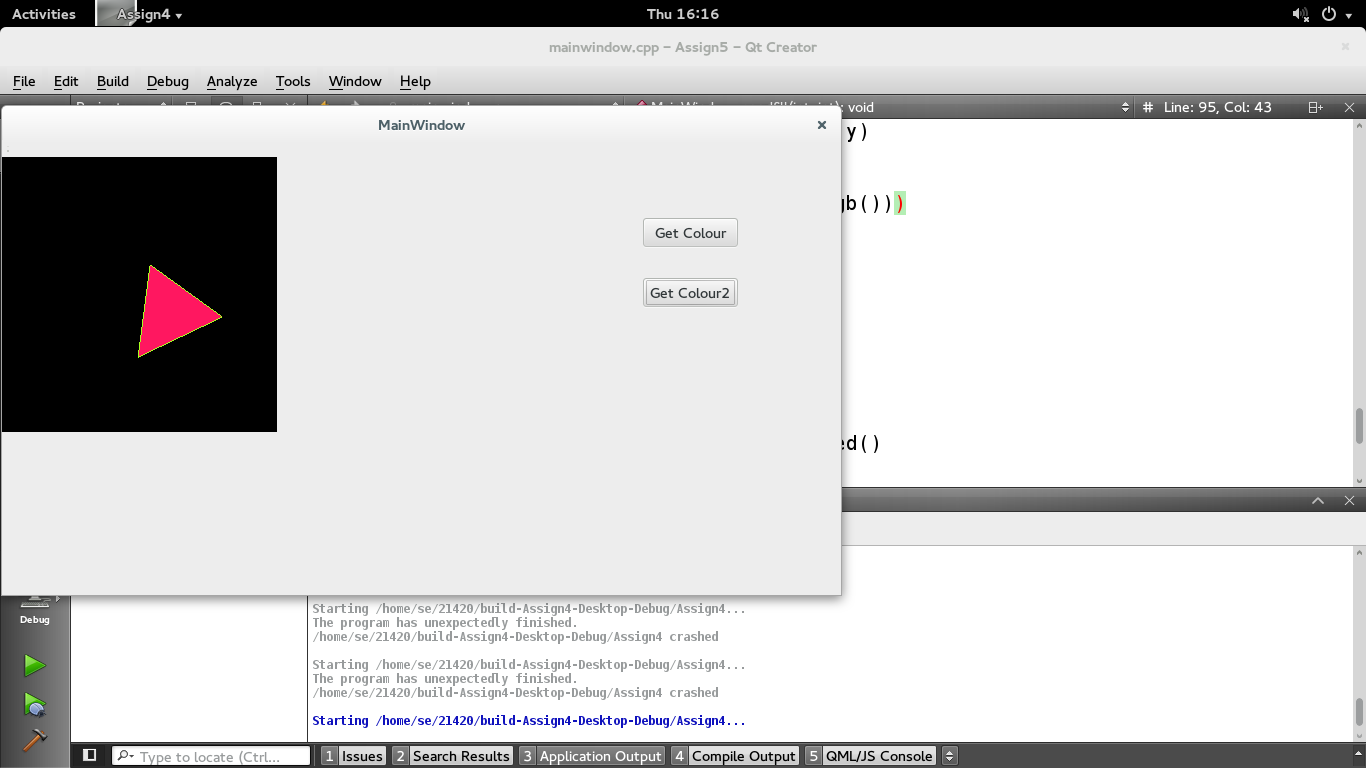 Activities Assign4 Thu 16:16
mainwindow.cpp - Assign5 - Qt Creator
File Edit Build Debug Analyze Tools Window Help
void # Line: 95, Col: 43
MainWindow
y)
gb()))
Get Colour
Get Colour2
ed()
Debug
Starting /home/se/21420/build-Assign4-Desktop-Debug/Assign4...
The program has unexpectedly finished.
/home/se/21420/build-Assign4-Desktop-Debug/Assign4 crashed
Starting /home/se/21420/build-Assign4-Desktop-Debug/Assign4...
The program has unexpectedly finished.
/home/se/21420/build-Assign4-Desktop-Debug/Assign4 crashed
Starting /home/se/21420/build-Assign4-Desktop-Debug/Assign4...
Type to locate (Ctrl... 1 Issues 2 Search Results 3 Application Output 4 Compile Output 5 QML/JS Console